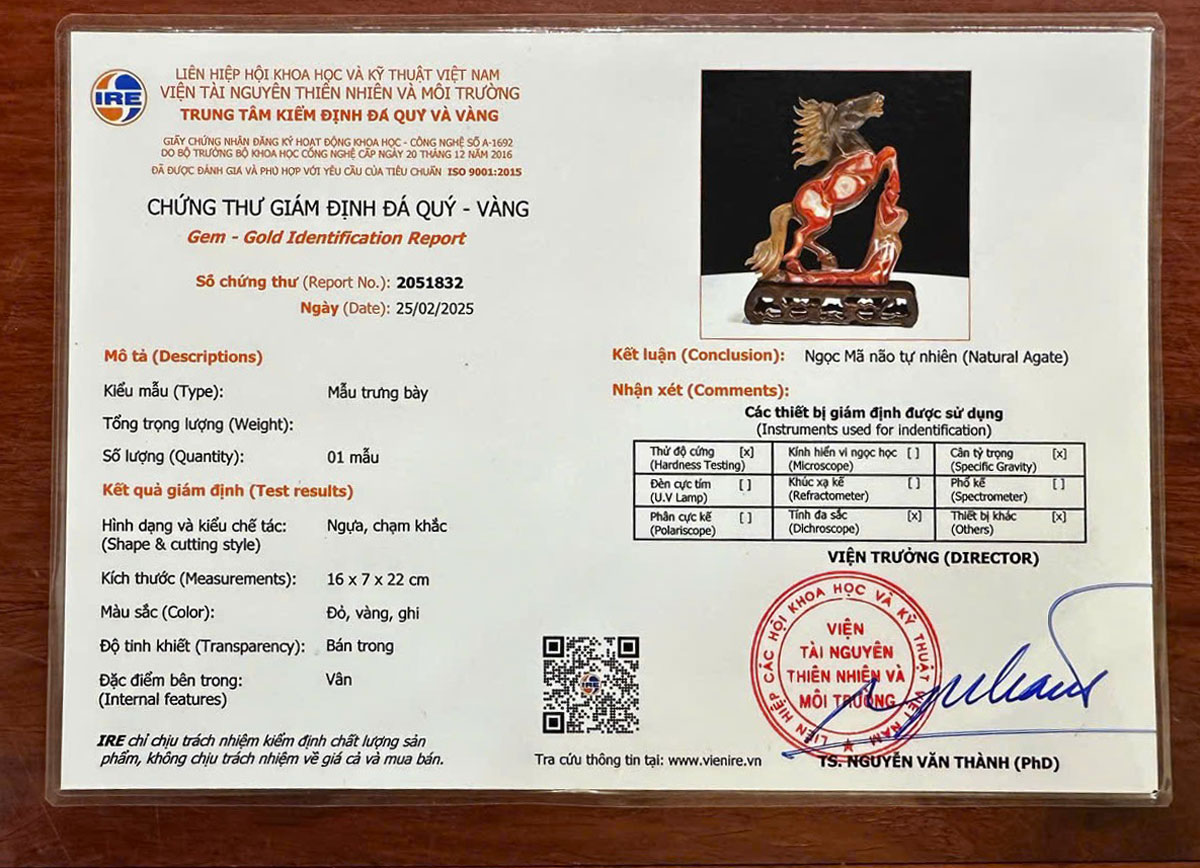 IRE
LIÊN HIỆP HỘI KHOA HỌC VÀ KỸ THUẬT VIỆT NAM
VIỆN TÀI NGUYÊN THIÊN NHIÊN VÀ MÔI TRƯỜNG
TRUNG TÂM KIỂM ĐỊNH ĐÁ QUÝ VÀ VÀNG
GIẤY CHỨNG NHẬN ĐĂNG KÝ HOẠT ĐỘNG KHOA HỌC - CÔNG NGHỆ SỐ A-1692
DO BỘ TRƯỞNG BỘ KHOA HỌC CÔNG NGHỆ CẤP NGÀY 20 THÁNG 12 NĂM 2016
ĐÃ ĐƯỢC ĐÁNH GIÁ VÀ PHÙ HỢP VỚI YÊU CẦU CỦA TIÊU CHUẨN ISO 9001:2015
CHỨNG THƯ GIÁM ĐỊNH ĐÁ QUÝ - VÀNG
Gem - Gold Identification Report
Số chứng thư (Report No.): 2051832
Ngày (Date): 25/02/2025
Mô tả (Descriptions)
Kiểu mẫu (Type): Mẫu trưng bày
Tổng trọng lượng (Weight):
Số lượng (Quantity): 01 mẫu
Kết quả giám định (Test results)
Hình dạng và kiểu chế tác: Ngựa, chạm khắc
(Shape & cutting style)
Kích thước (Measurements): 16 x 7 x 22 cm
Màu sắc (Color): Đỏ, vàng, ghi
Độ tinh khiết (Transparency): Bán trong
Đặc điểm bên trong: Vân
(Internal features)
IRE chỉ chịu trách nhiệm kiểm định chất lượng sản
phẩm, không chịu trách nhiệm về giá cả và mua bán.
Kết luận (Conclusion): Ngọc Mã não tự nhiên (Natural Agate)
Nhận xét (Comments):
Các thiết bị giám định được sử dụng
(Instruments used for indentification)
Thử độ cứng [x] Kính hiển vi ngọc học [ ] Cân tỷ trọng [x]
(Hardness Testing) (Microscope) (Specific Gravity)
Đèn cực tím [ ] Khúc xạ kế [ ] Phổ kế [ ]
(U.V Lamp) (Refractometer) (Spectrometer)
Phân cực kế [ ] Tính đa sắc [x] Thiết bị khác [x]
(Polariscope) (Dichroscope) (Others)
VIỆN TRƯỞNG (DIRECTOR)
LIÊN HIỆP CÁC HỘI KHOA HỌC VÀ KỸ THUẬT VIỆT NAM
VIỆN
TÀI NGUYÊN
THIÊN NHIÊN VÀ
MÔI TRƯỜNG
IRE
Tra cứu thông tin tại: www.vienire.vn
TS. NGUYỄN VĂN THÀNH (PhD)